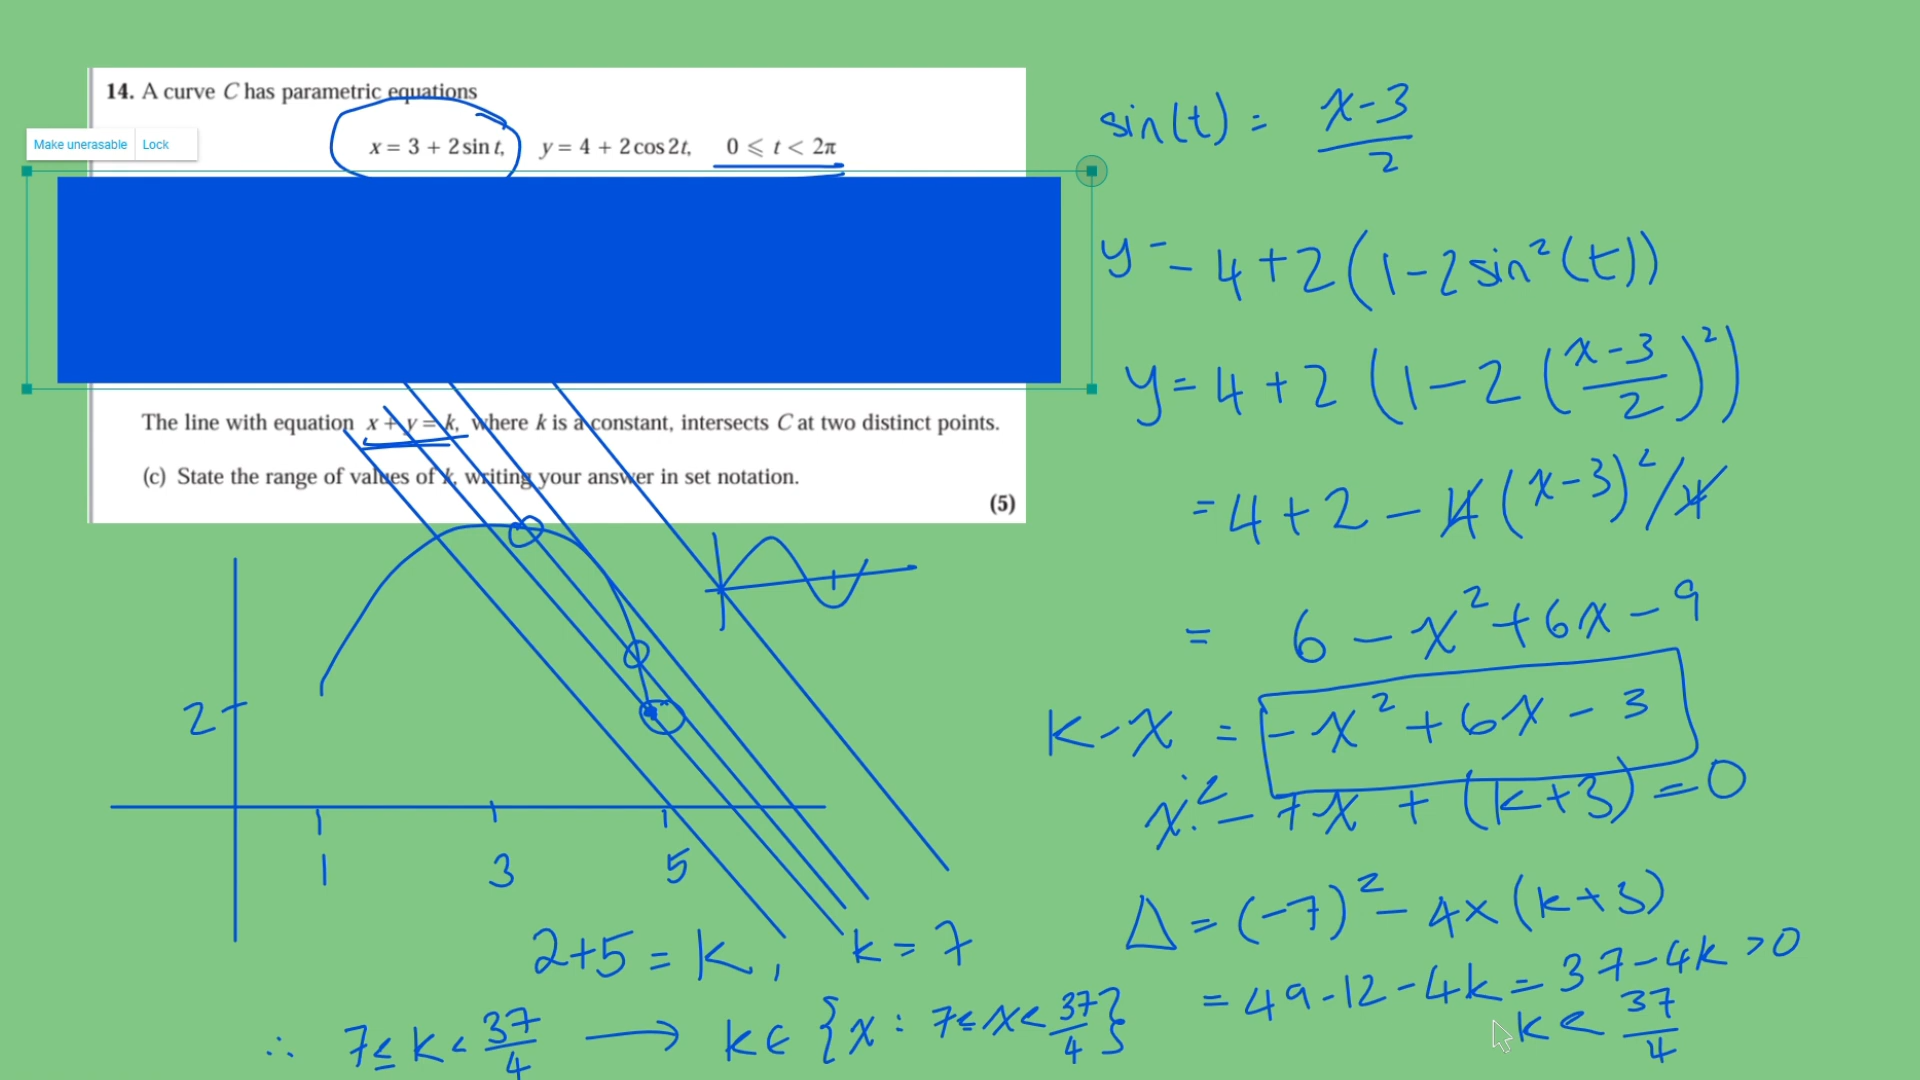 14. A curve C has parametric equations
Make unerasable Lock
x = 3 + 2 sin t, y = 4 + 2 cos 2t, 0 ⩽ t < 2π
The line with equation x + y = k, where k is a constant, intersects C at two distinct points.
(c) State the range of values of k, writing your answer in set notation.
(5)
2
1 3 5
2+5 = k, k = 7
∴ 7 ≤ k < 37/4 → k ∈ {x : 7 ≤ x < 37/4}
sin(t) = (x-3)/2
y = 4+2(1-2sin²(t))
y = 4+2(1-2((x-3)/2)²)
= 4+2-4(x-3)²/4
= 6-x²+6x-9
k-x = -x²+6x-3
x²-7x+(k+3)=0
Δ = (-7)²-4×(k+3)
= 49-12-4k = 37-4k >0
k < 37/4